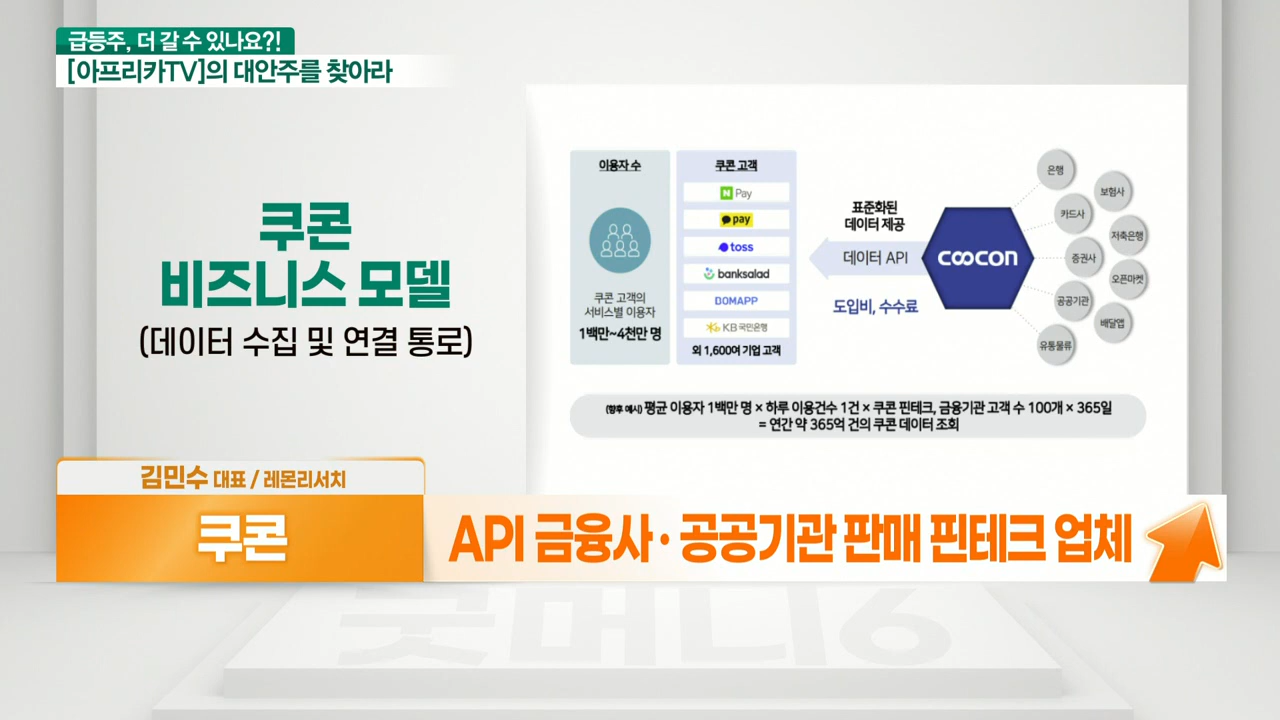 급등주, 더 갈 수 있나요?!
[아프리카TV]의 대안주를 찾아라
쿠콘
비즈니스 모델
(데이터 수집 및 연결 통로)
이용자 수
쿠콘 고객의
서비스별 이용자
1백만~4천만 명
쿠콘 고객
N Pay
pay
toss
banksalad
DOMAPP
KB 국민은행
외 1,600여 기업 고객
표준화된
데이터 제공
데이터 API
도입비, 수수료
coocon
은행
보험사
카드사
저축은행
증권사
오픈마켓
공공기관
배달앱
유통물류
(향후 예시) 평균 이용자 1백만 명 × 하루 이용건수 1건 × 쿠콘 핀테크, 금융기관 고객 수 100개 × 365일
= 연간 약 365억 건의 쿠콘 데이터 조회
김민수 대표 / 레몬리서치
쿠콘
API 금융사·공공기관 판매 핀테크 업체
굿머니6